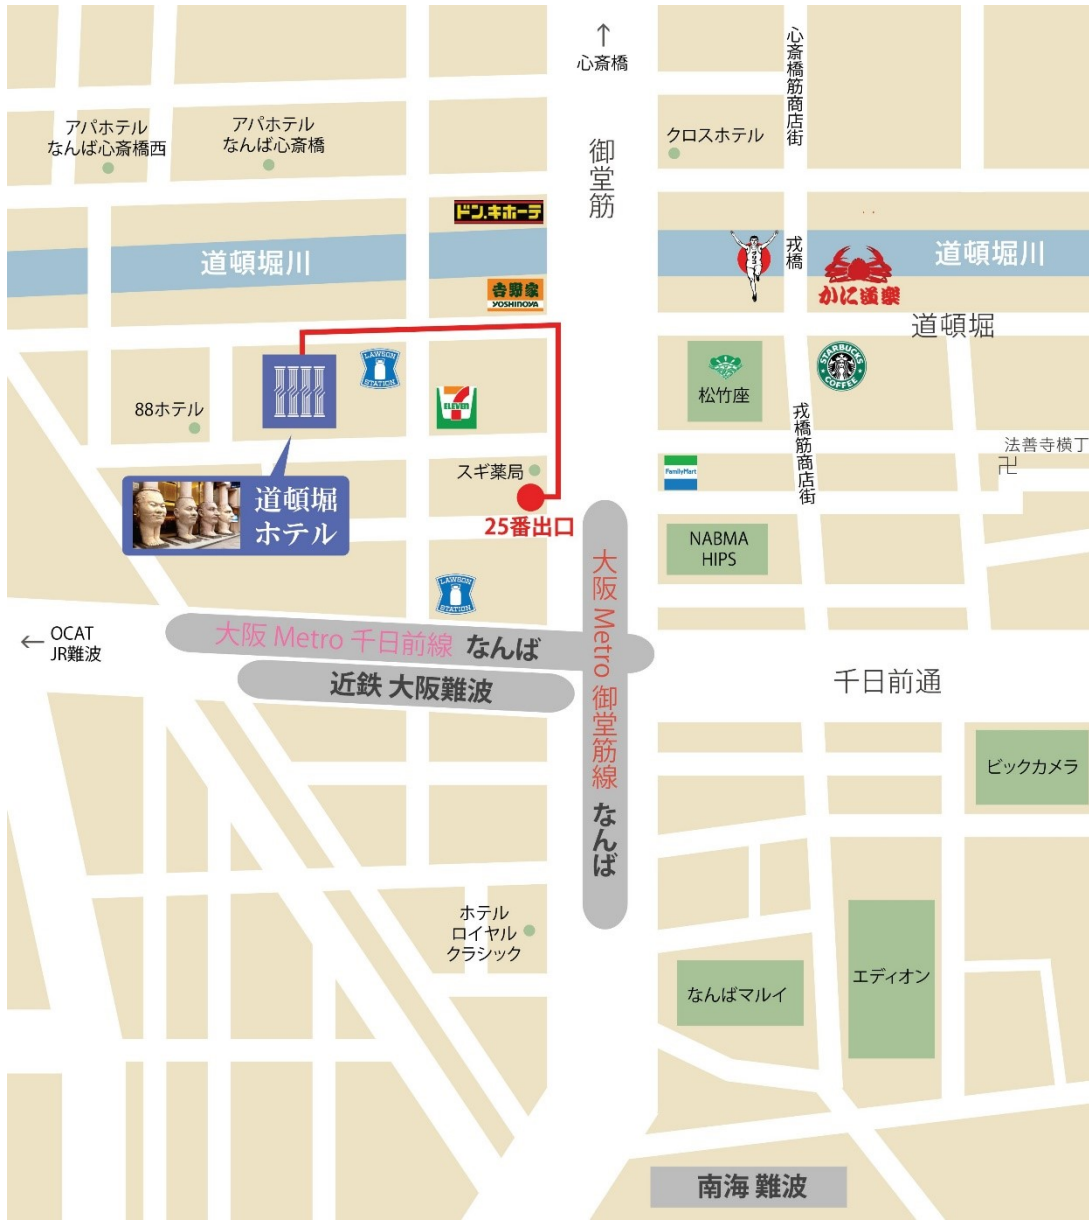 ↑
心斎橋
心斎橋筋商店街
アパホテル
なんば心斎橋西
アパホテル
なんば心斎橋
御堂筋
クロスホテル
ドン.キホーテ
道頓堀川
戎橋
道頓堀川
かに道楽
吉野家
YOSHINOYA
道頓堀
LAWSON
STATION
STARBUCKS
COFFEE
松竹座
7
ELEVEN
88ホテル
戎橋筋商店街
法善寺横丁
卍
スギ薬局
FamilyMart
道頓堀
ホテル
25番出口
NABMA
HIPS
LAWSON
STATION
← OCAT
JR難波
大阪 Metro 千日前線 なんば
大阪 Metro 御堂筋線 なんば
近鉄 大阪難波
千日前通
ビックカメラ
ホテル
ロイヤル
クラシック
なんばマルイ
エディオン
南海 難波